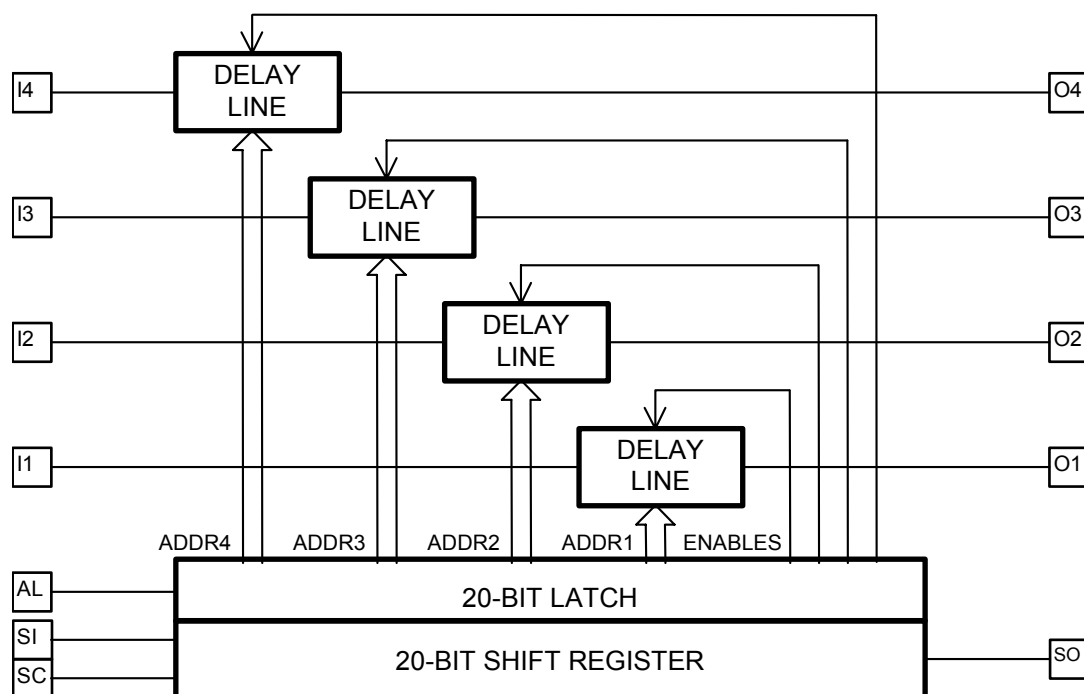 DELAY
LINE
I4
O4
DELAY
LINE
I3
O3
DELAY
LINE
I2
O2
DELAY
LINE
I1
O1
ADDR4
ADDR3
ADDR2
ADDR1
ENABLES
AL
20-BIT LATCH
SI
SC
20-BIT SHIFT REGISTER
SO